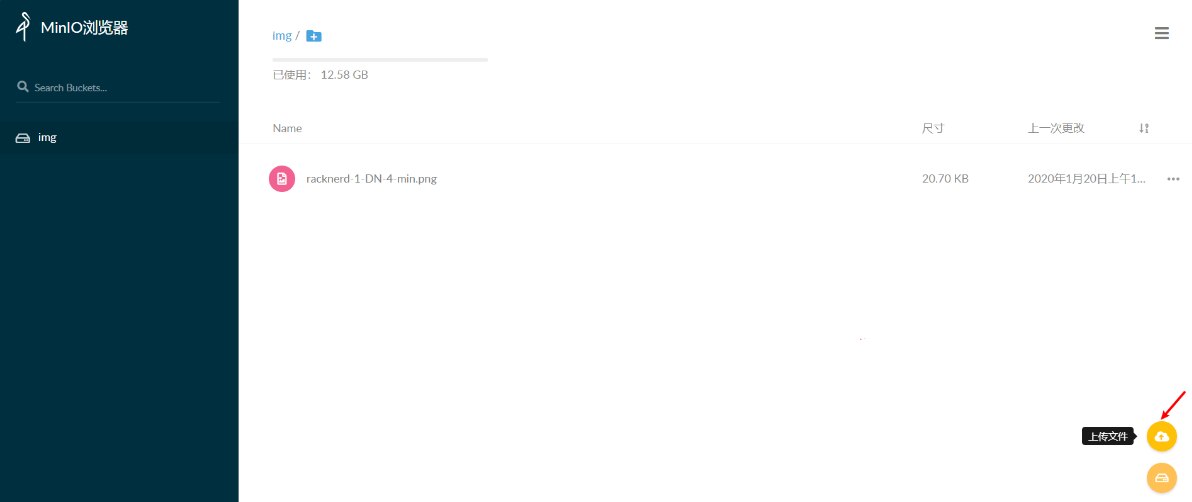 MinIO浏览器
Search Buckets...
img
img /
已使用： 12.58 GB
Name 尺寸 上一次更改
racknerd-1-DN-4-min.png 20.70 KB 2020年1月20日上午1...
上传文件